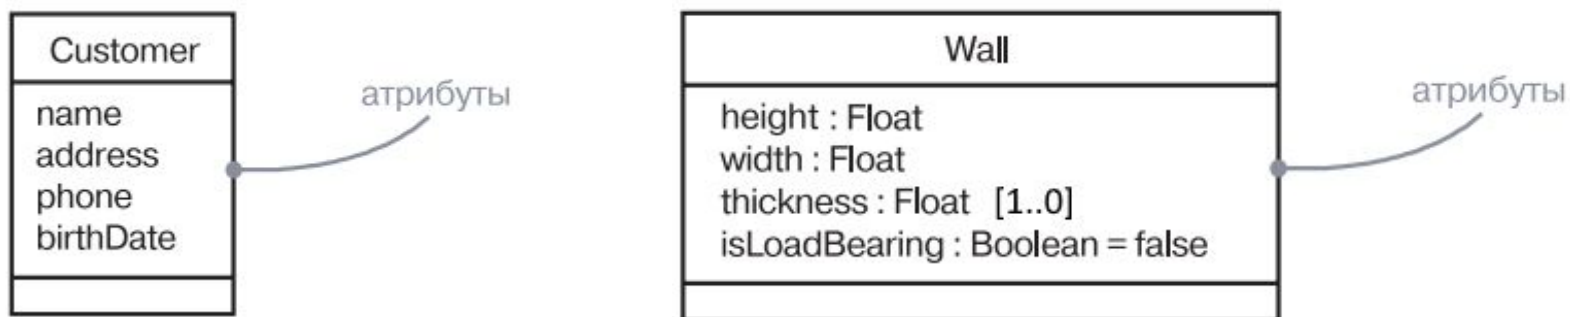 Customer
name
address
phone
birthDate
атрибуты
Wall
height : Float
width : Float
thickness : Float [1..0]
isLoadBearing : Boolean = false
атрибуты